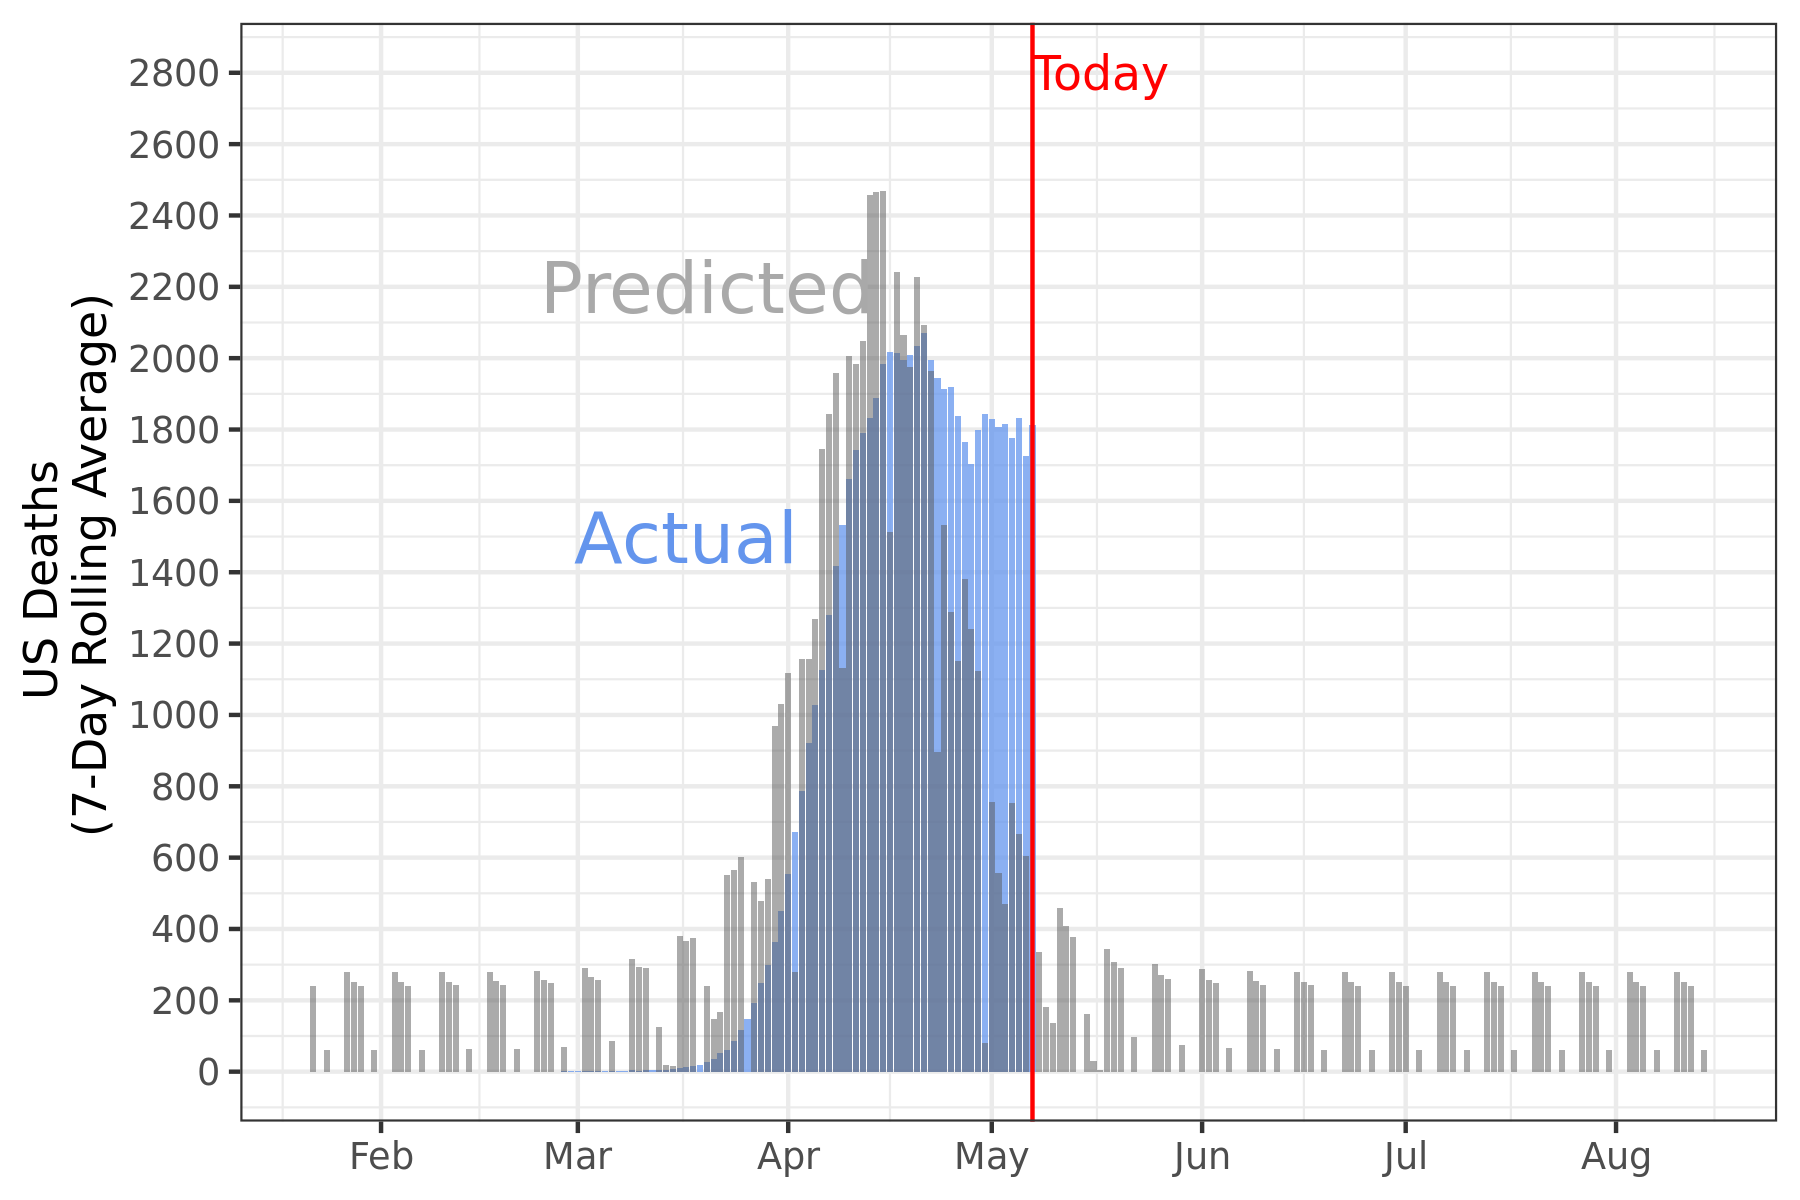 US Deaths
(7-Day Rolling Average)
2800
2600
2400
2200
2000
1800
1600
1400
1200
1000
800
600
400
200
0
Today
Predicted
Actual
Feb Mar Apr May Jun Jul Aug